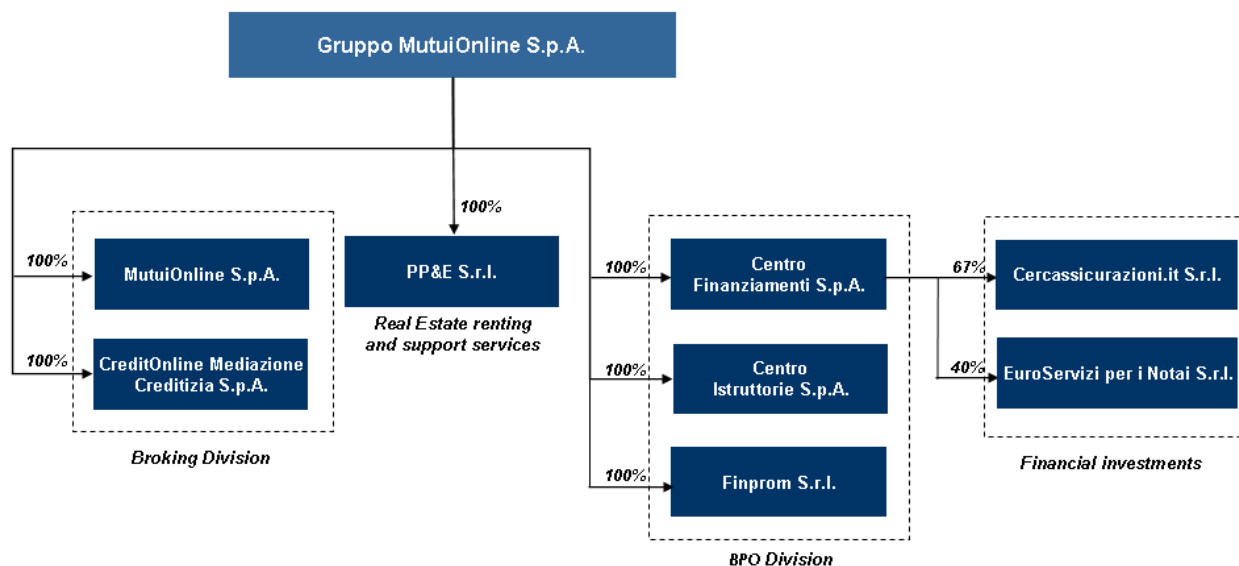 Gruppo MutuiOnline S.p.A.
100%
100%
MutuiOnline S.p.A.
100%
CreditOnline Mediazione
Creditizia S.p.A.
Broking Division
PP&E S.r.l.
Real Estate renting
and support services
100%
Centro
Finanziamenti S.p.A.
100%
Centro
Istruttorie S.p.A.
100%
Finprom S.r.l.
BPO Division
67%
Cercassicurazioni.it S.r.l.
40%
EuroServizi per i Notai S.r.l.
Financial investments